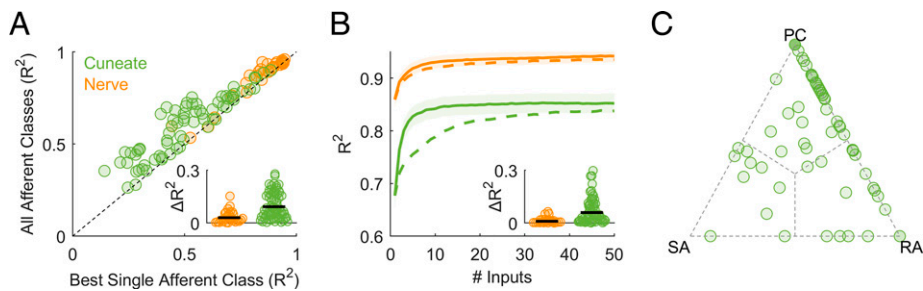 A
Cuneate
Nerve
1
0.5
0
0
0.5
1
All Afferent Classes (R²)
Best Single Afferent Class (R²)
0.3
0
ΔR²
B
0.9
0.8
0.7
0.6
R²
0
10
20
30
40
50
# Inputs
0.3
0
ΔR²
C
PC
SA
RA